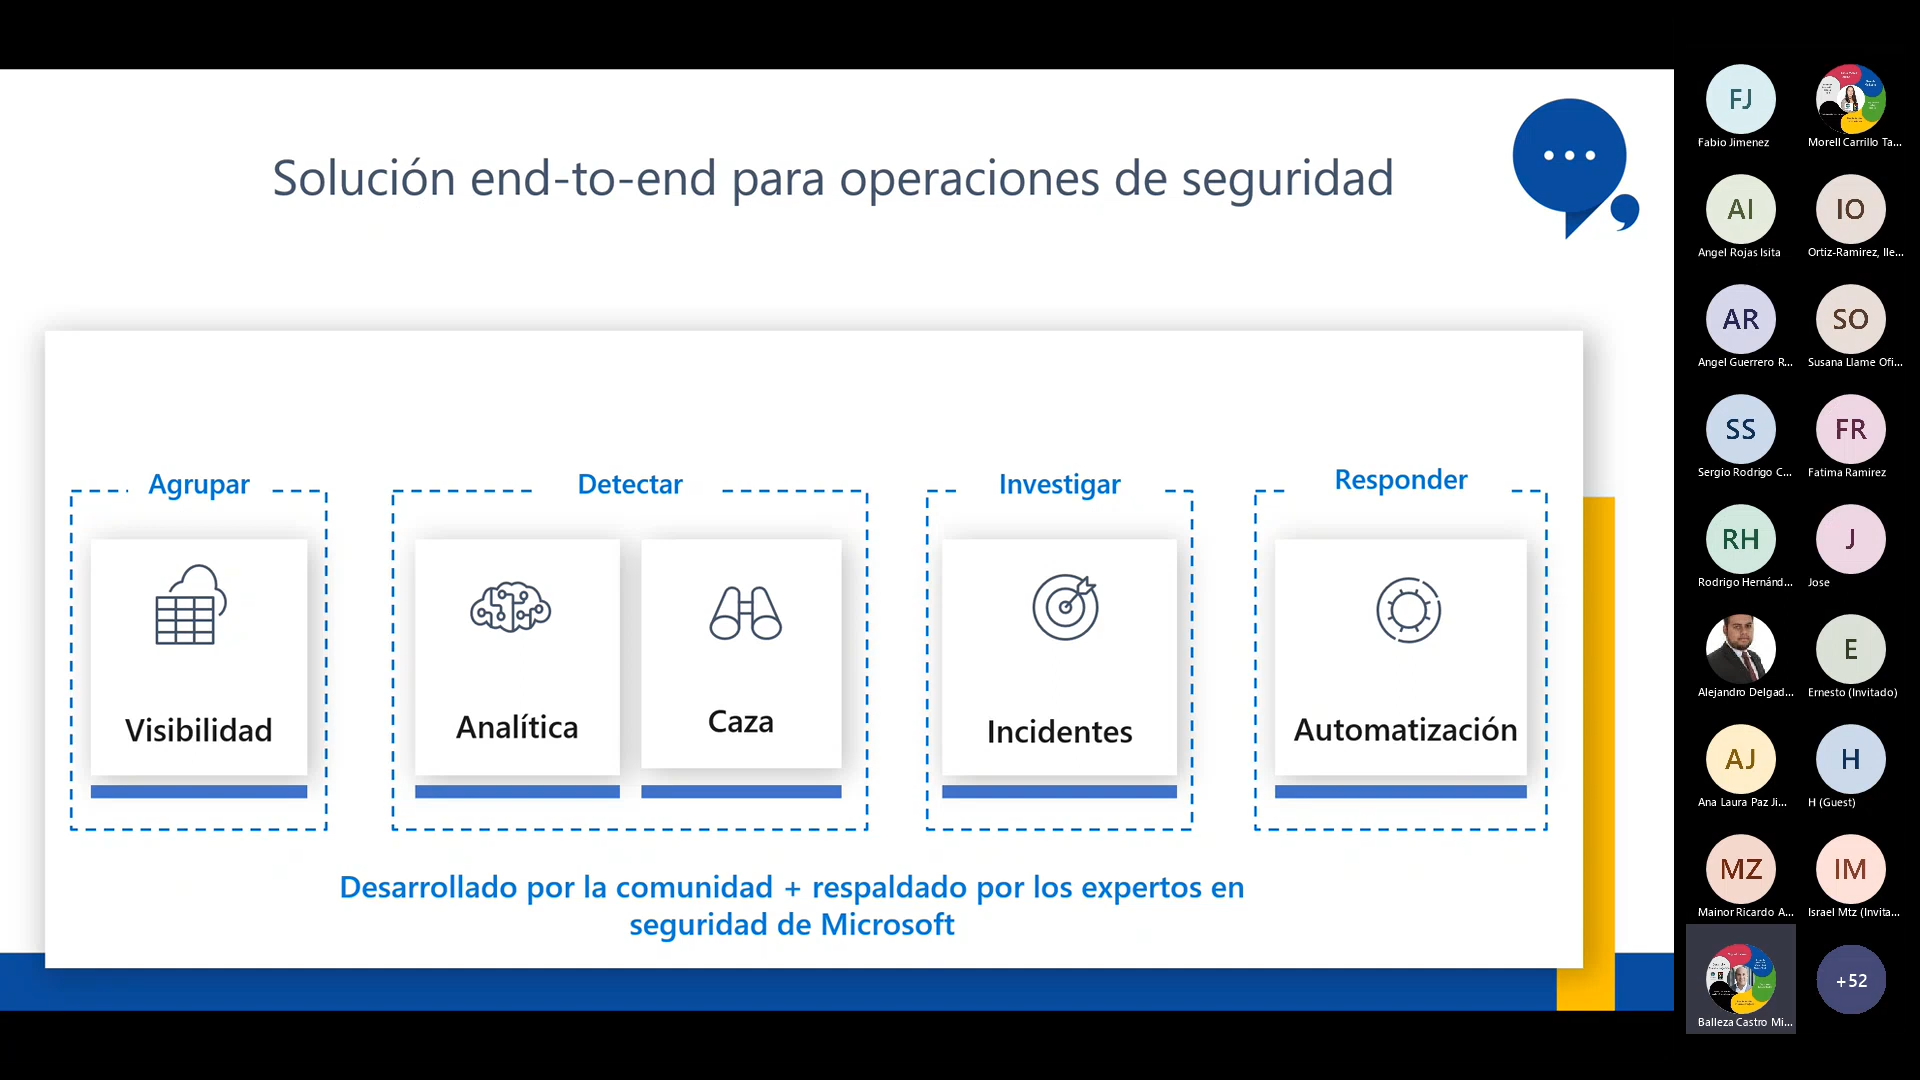 Solución end-to-end para operaciones de seguridad
Agrupar
Detectar
Investigar
Responder
Visibilidad
Analítica
Caza
Incidentes
Automatización
Desarrollado por la comunidad + respaldado por los expertos en
seguridad de Microsoft
FJ
Fabio Jimenez
Morell Carrillo Ta...
AI
Angel Rojas Isita
IO
Ortiz-Ramirez, Ile...
AR
Angel Guerrero R...
SO
Susana Llame Ofi...
SS
Sergio Rodrigo C...
FR
Fatima Ramirez
RH
Rodrigo Hernánd...
J
Jose
Alejandro Delgad...
E
Ernesto (Invitado)
AJ
Ana Laura Paz Ji...
H
H (Guest)
MZ
Mainor Ricardo A...
IM
Israel Mtz (Invita...
Balleza Castro Mi...
+52